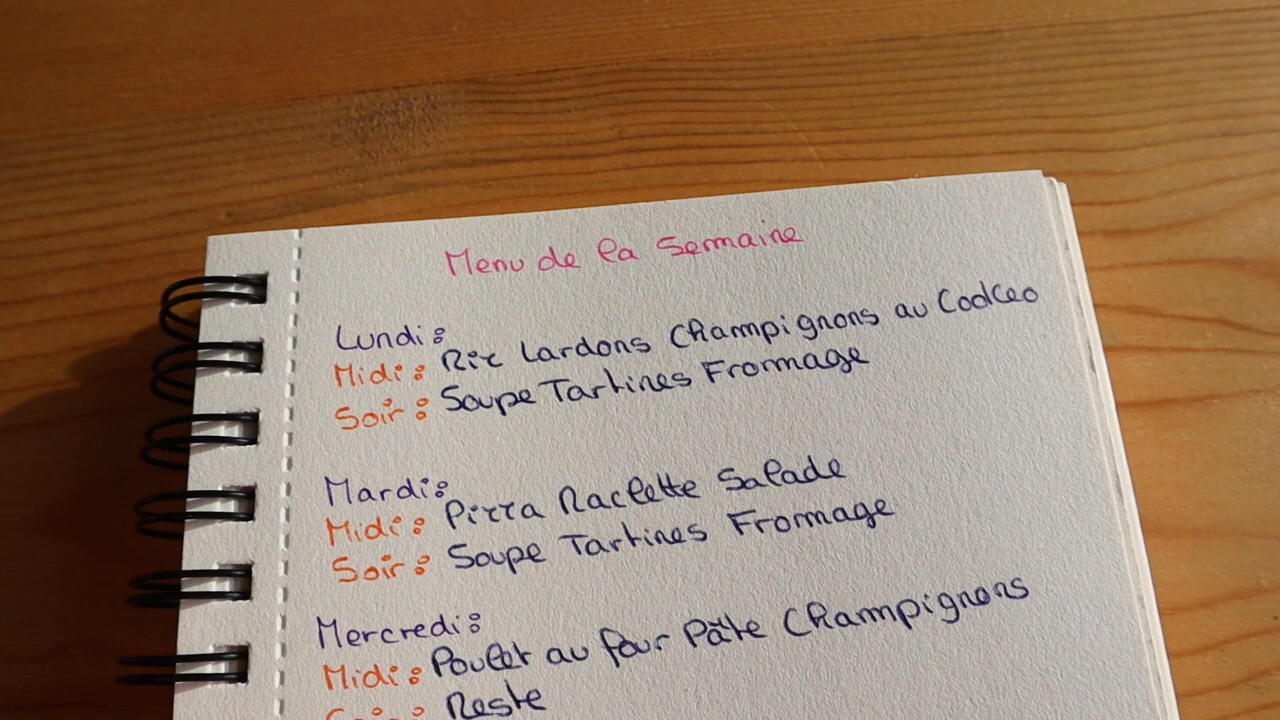 Menu de la Semaine
Lundi:
Midi: Riz Lardons Champignons au Cookeo
Soir: Soupe Tartines Fromage
Mardi:
Midi: Pizza Raclette Salade
Soir: Soupe Tartines Fromage
Mercredi:
Midi: Poulet au four Pâte Champignons
Soir: Reste